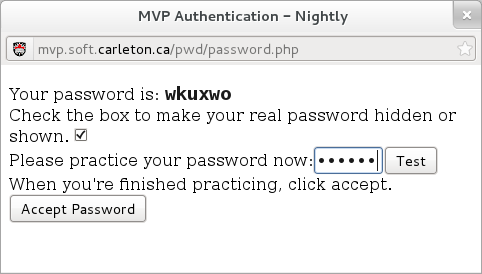 MVP Authentication - Nightly
mvp.soft.carleton.ca/pwd/password.php
Your password is: wkuxwo
Check the box to make your real password hidden or
shown.
Please practice your password now: •••••• Test
When you're finished practicing, click accept.
Accept Password